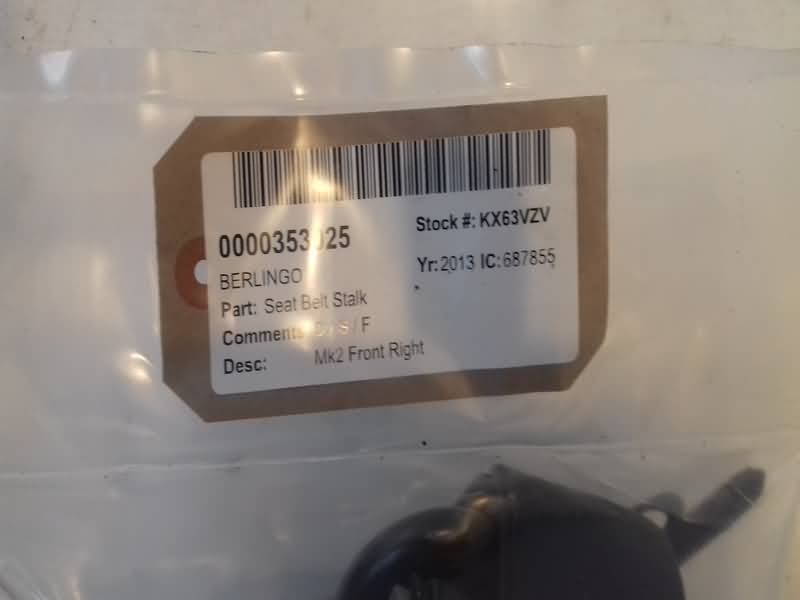 Stock #: KX63VZV
BERLINGO
Yr: 2013 IC: 687855
Part: Seat Belt Stalk
Comments D / S / F
Desc: Mk2 Front Right